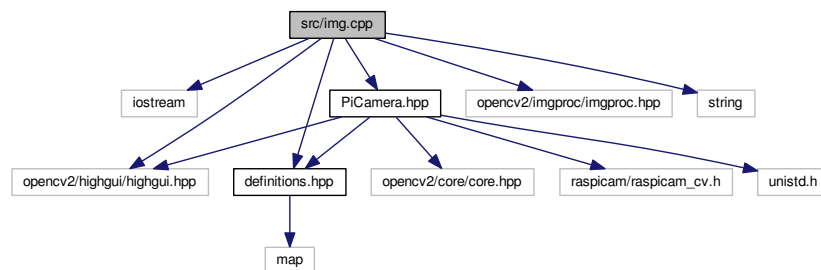 src/img.cpp
iostream
PiCamera.hpp
opencv2/imgproc/imgproc.hpp
string
opencv2/highgui/highgui.hpp
definitions.hpp
opencv2/core/core.hpp
raspicam/raspicam_cv.h
unistd.h
map